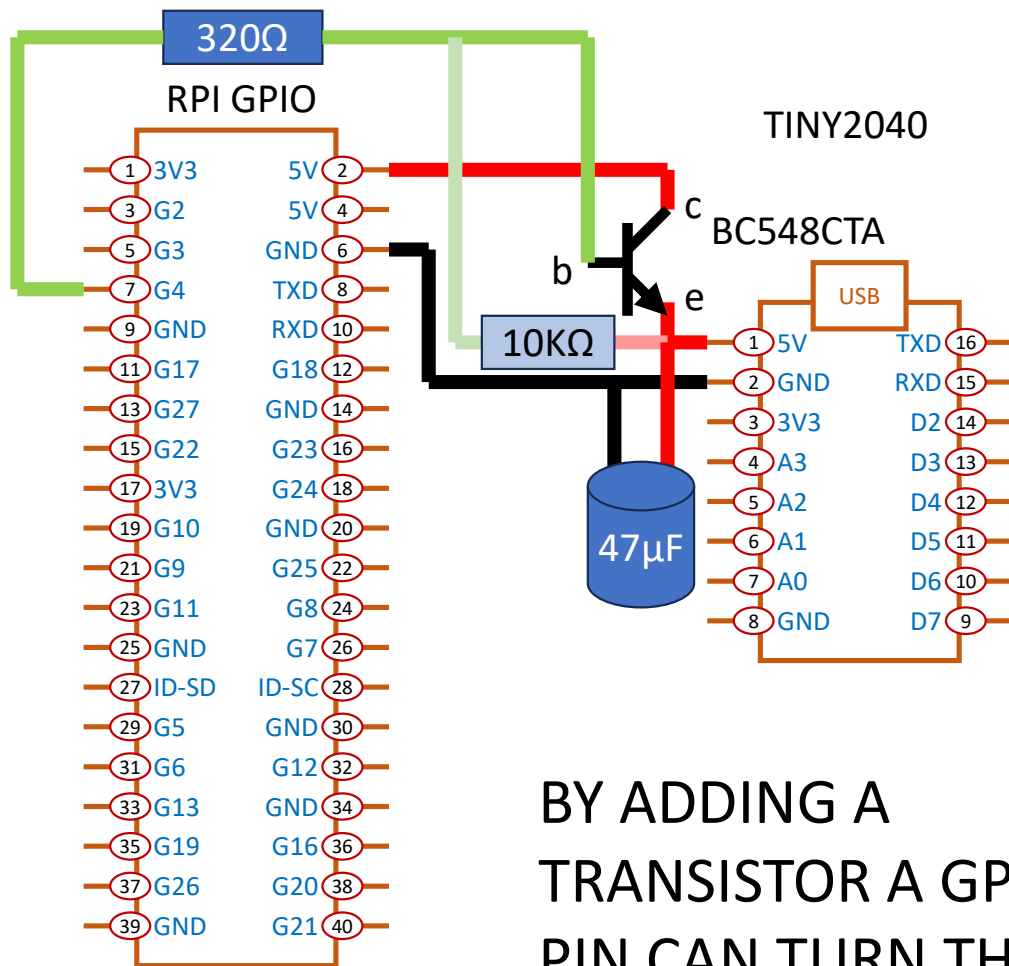 320Ω
RPI GPIO
TINY2040
1 3V3 5V 2
3 G2 5V 4
5 G3 GND 6
7 G4 TXD 8
9 GND RXD 10
11 G17 G18 12
13 G27 GND 14
15 G22 G23 16
17 3V3 G24 18
19 G10 GND 20
21 G9 G25 22
23 G11 G8 24
25 GND G7 26
27 ID-SD ID-SC 28
29 G5 GND 30
31 G6 G12 32
33 G13 GND 34
35 G19 G16 36
37 G26 G20 38
39 GND G21 40
c
BC548CTA
b
e
10KΩ
47µF
USB
1 5V TXD 16
2 GND RXD 15
3 3V3 D2 14
4 A3 D3 13
5 A2 D4 12
6 A1 D5 11
7 A0 D6 10
8 GND D7 9
BY ADDING A
TRANSISTOR A GP
PIN CAN TURN TH